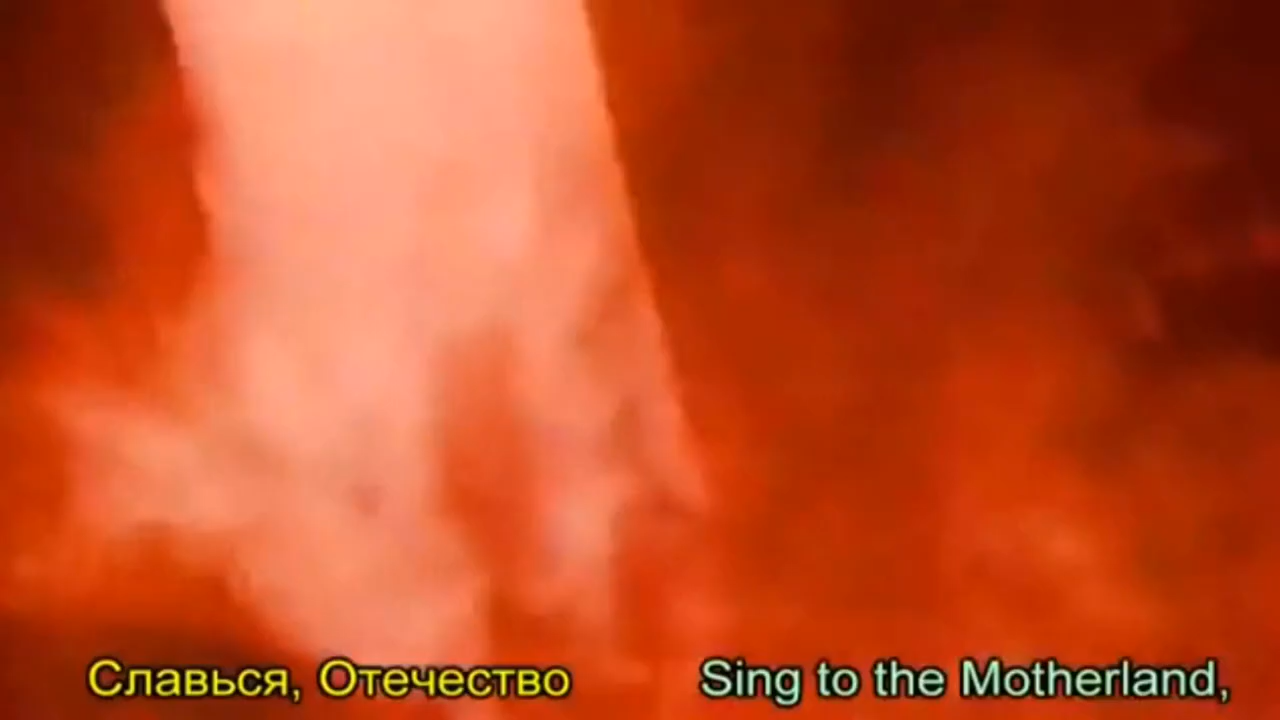 Славься, Отечество
Sing to the Motherland,